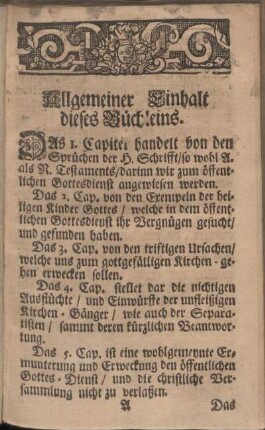 Allgemeiner Einhalt
dieses Büchleins.
DAs 1. Capitel handelt von den
Sprüchen der H. Schrifft/so wohl A.
als N. Testaments/darinn wir zum öffent-
lichen Gottesdienst angewiesen werden.
Das 2. Cap. von den Exempeln der hei-
ligen Kinder Gottes/ welche in dem öffent-
lichen Gottesdienst ihr Vergnügen gesucht/
und gefunden haben.
Das 3. Cap. von den trifftigen Ursachen/
welche uns zum gottgefälligen Kirchen-ge-
hen erwecken sollen.
Das 4. Cap. stellet dar die nichtigen
Ausflüchte/ und Einwürffe der unfleißigen
Kirchen-Gänger/ wie auch der Separa-
tisten/ sammt deren kürzlichen Beantwor-
tung.
Das 5. Cap. ist eine wohlgemeynte Er-
munterung und Erweckung den öffentlichen
Gottes-Dienst/ und die christliche Ver-
sammlung nicht zu verlaßen.
A Das